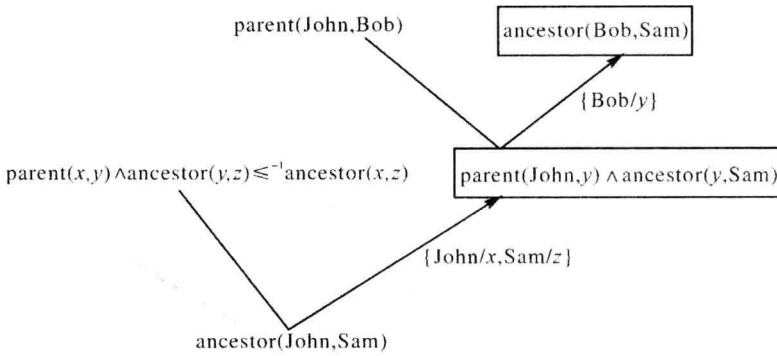 parent(John,Bob)
ancestor(Bob,Sam)
{Bob/y}
parent(x,y)∧ancestor(y,z)≤⁻¹ancestor(x,z)
parent(John,y)∧ancestor(y,Sam)
{John/x,Sam/z}
ancestor(John,Sam)